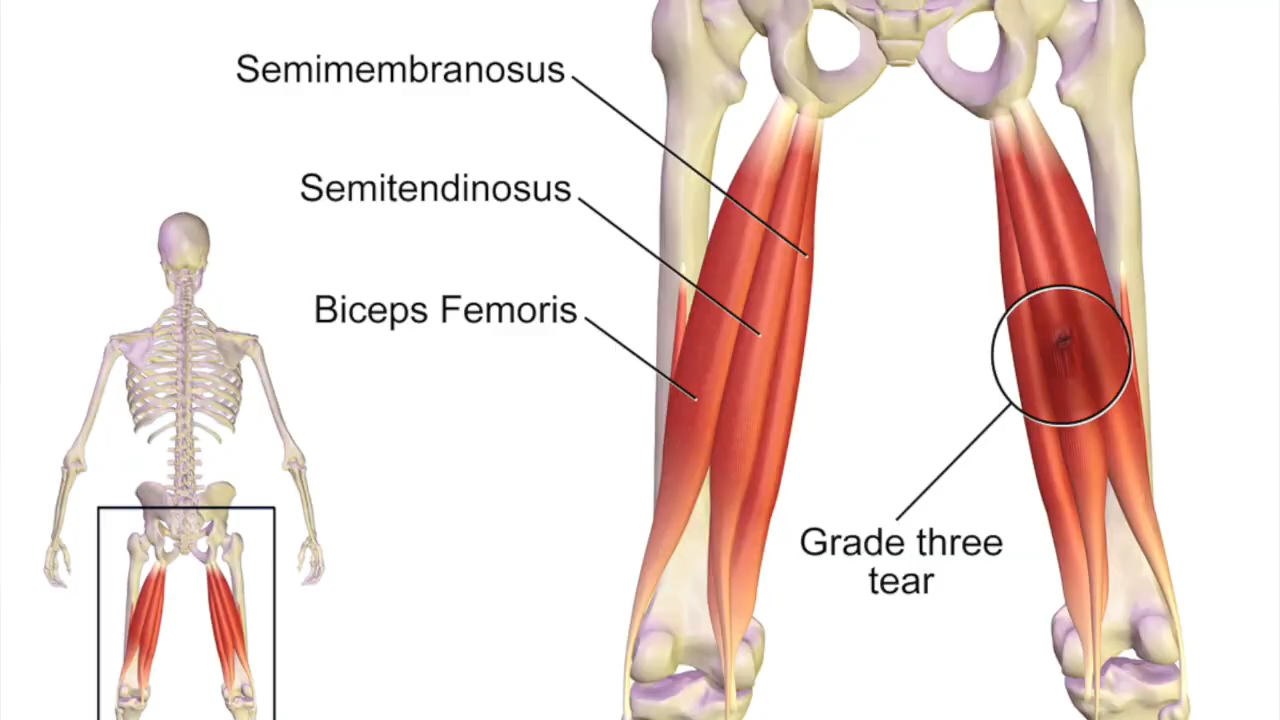 Semimembranosus
Semitendinosus
Biceps Femoris
Grade three
tear